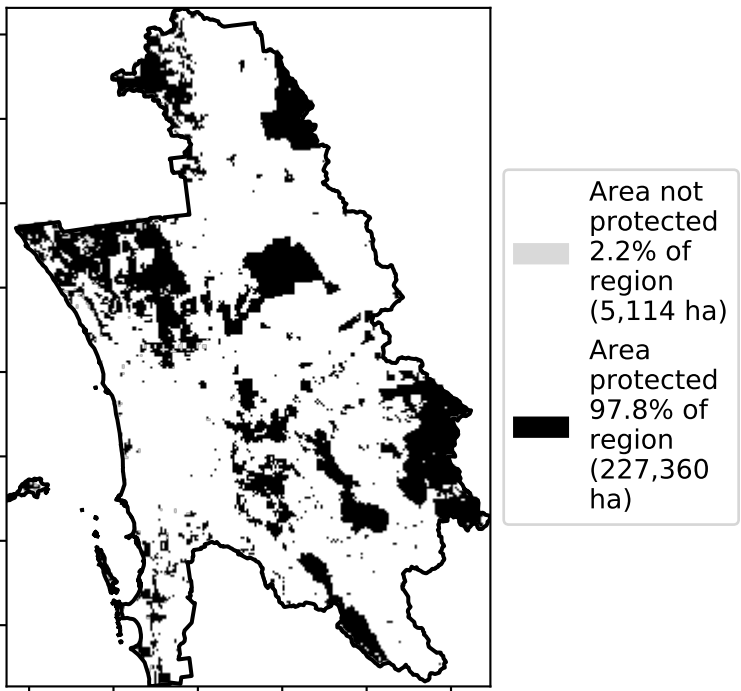 Area not
protected
2.2% of
region
(5,114 ha)
Area
protected
97.8% of
region
(227,360
ha)